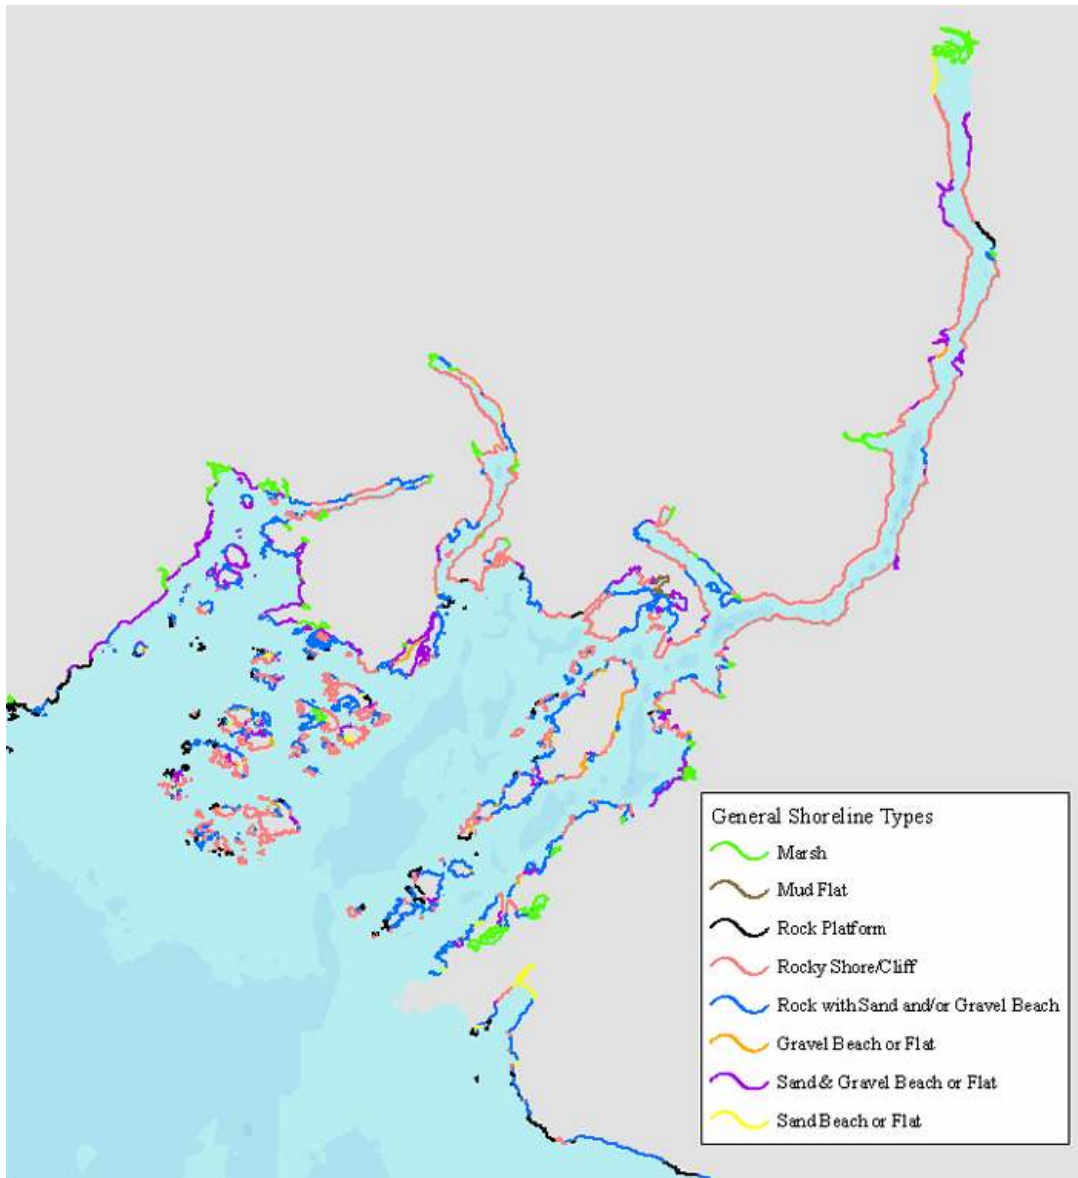 General Shoreline Types
Marsh
Mud Flat
Rock Platform
Rocky Shore/Cliff
Rock with Sand and/or Gravel Beach
Gravel Beach or Flat
Sand & Gravel Beach or Flat
Sand Beach or Flat